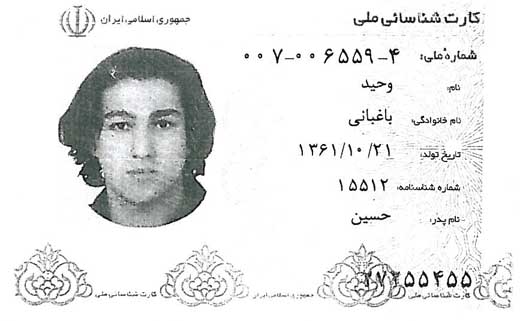 کارت شناسائی ملی
جمهوری اسلامی ایران
شماره ملی: ۰۰۷-۰۰۶۵۵۹-۴
نام: وحید
نام خانوادگی: باغبانی
تاریخ تولد: ۱۳۶۱/۱۰/۲۱
شماره شناسنامه: ۱۵۵۱۲
نام پدر: حسین
۲۷۲۵۵۴۵۵
کارت شناسائی ملی جمهوری اسلامی ایران کارت شناسائی ملی